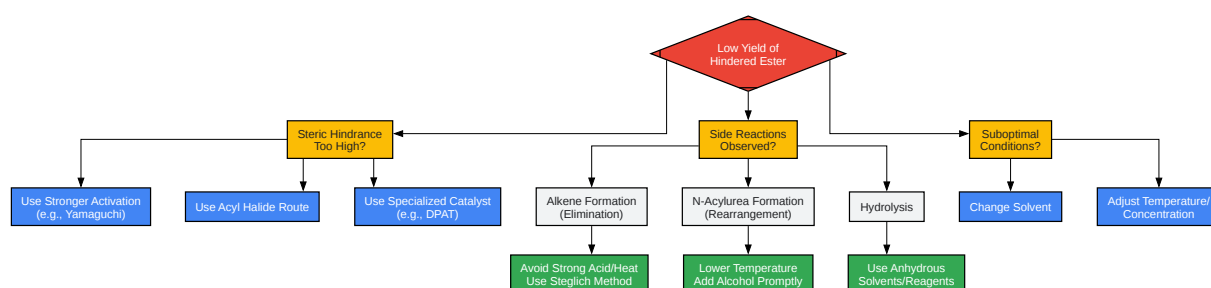 Low Yield of
Hindered Ester
Steric Hindrance
Too High?
Side Reactions
Observed?
Suboptimal
Conditions?
Use Stronger Activation
(e.g., Yamaguchi)
Use Acyl Halide Route
Use Specialized Catalyst
(e.g., DPAT)
Alkene Formation
(Elimination)
N-Acylurea Formation
(Rearrangement)
Hydrolysis
Change Solvent
Adjust Temperature/
Concentration
Avoid Strong Acid/Heat
Use Steglich Method
Lower Temperature
Add Alcohol Promptly
Use Anhydrous
Solvents/Reagents